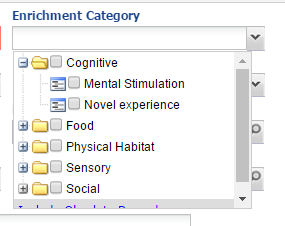 Enrichment Category
Cognitive
Mental Stimulation
Novel experience
Food
Physical Habitat
Sensory
Social